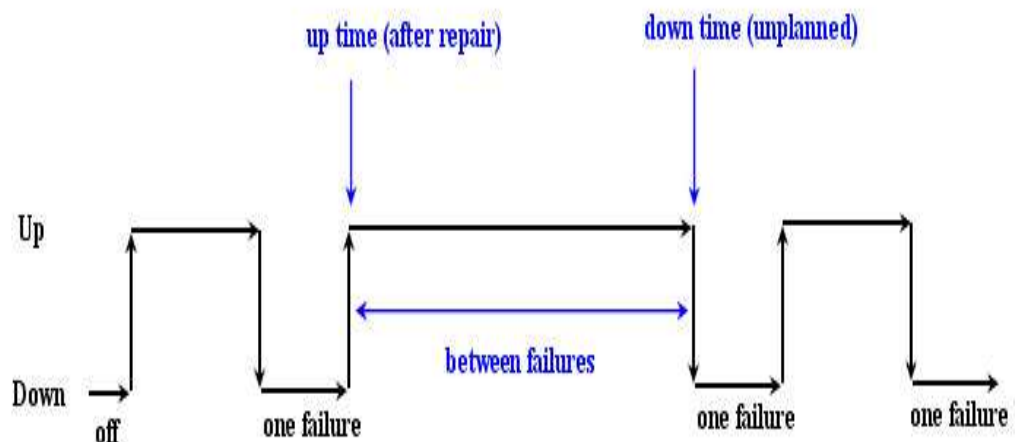 up time (after repair)
down time (unplanned)
Up
between failures
Down
off
one failure
one failure
one failure